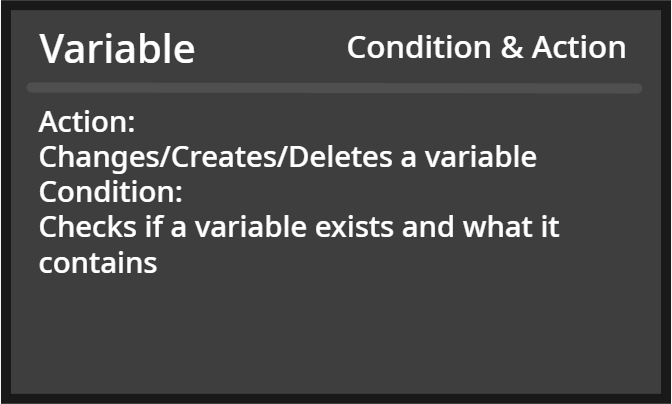 Variable
Condition & Action
Action:
Changes/Creates/Deletes a variable
Condition:
Checks if a variable exists and what it
contains